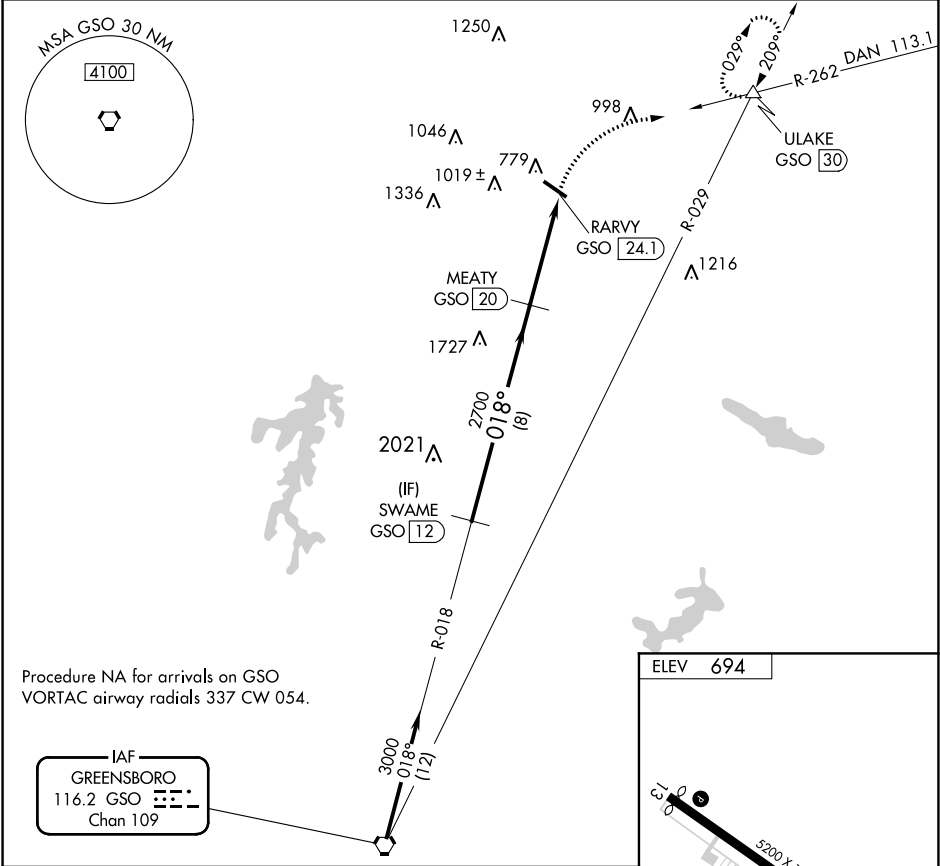 MSA GSO 30 NM
4100
1250
029°
209°
R-262
DAN 113.1
998
ULAKE
GSO 30
1046
779
1019 ±
1336
RARVY
GSO 24.1
R-029
1216
MEATY
GSO 20
1727
2700
018°
(8)
2021
(IF)
SWAME
GSO 12
R-018
Procedure NA for arrivals on GSO
VORTAC airway radials 337 CW 054.
3000
018°
(12)
IAF
GREENSBORO
116.2 GSO
Chan 109
ELEV 694
13
P
5200 X